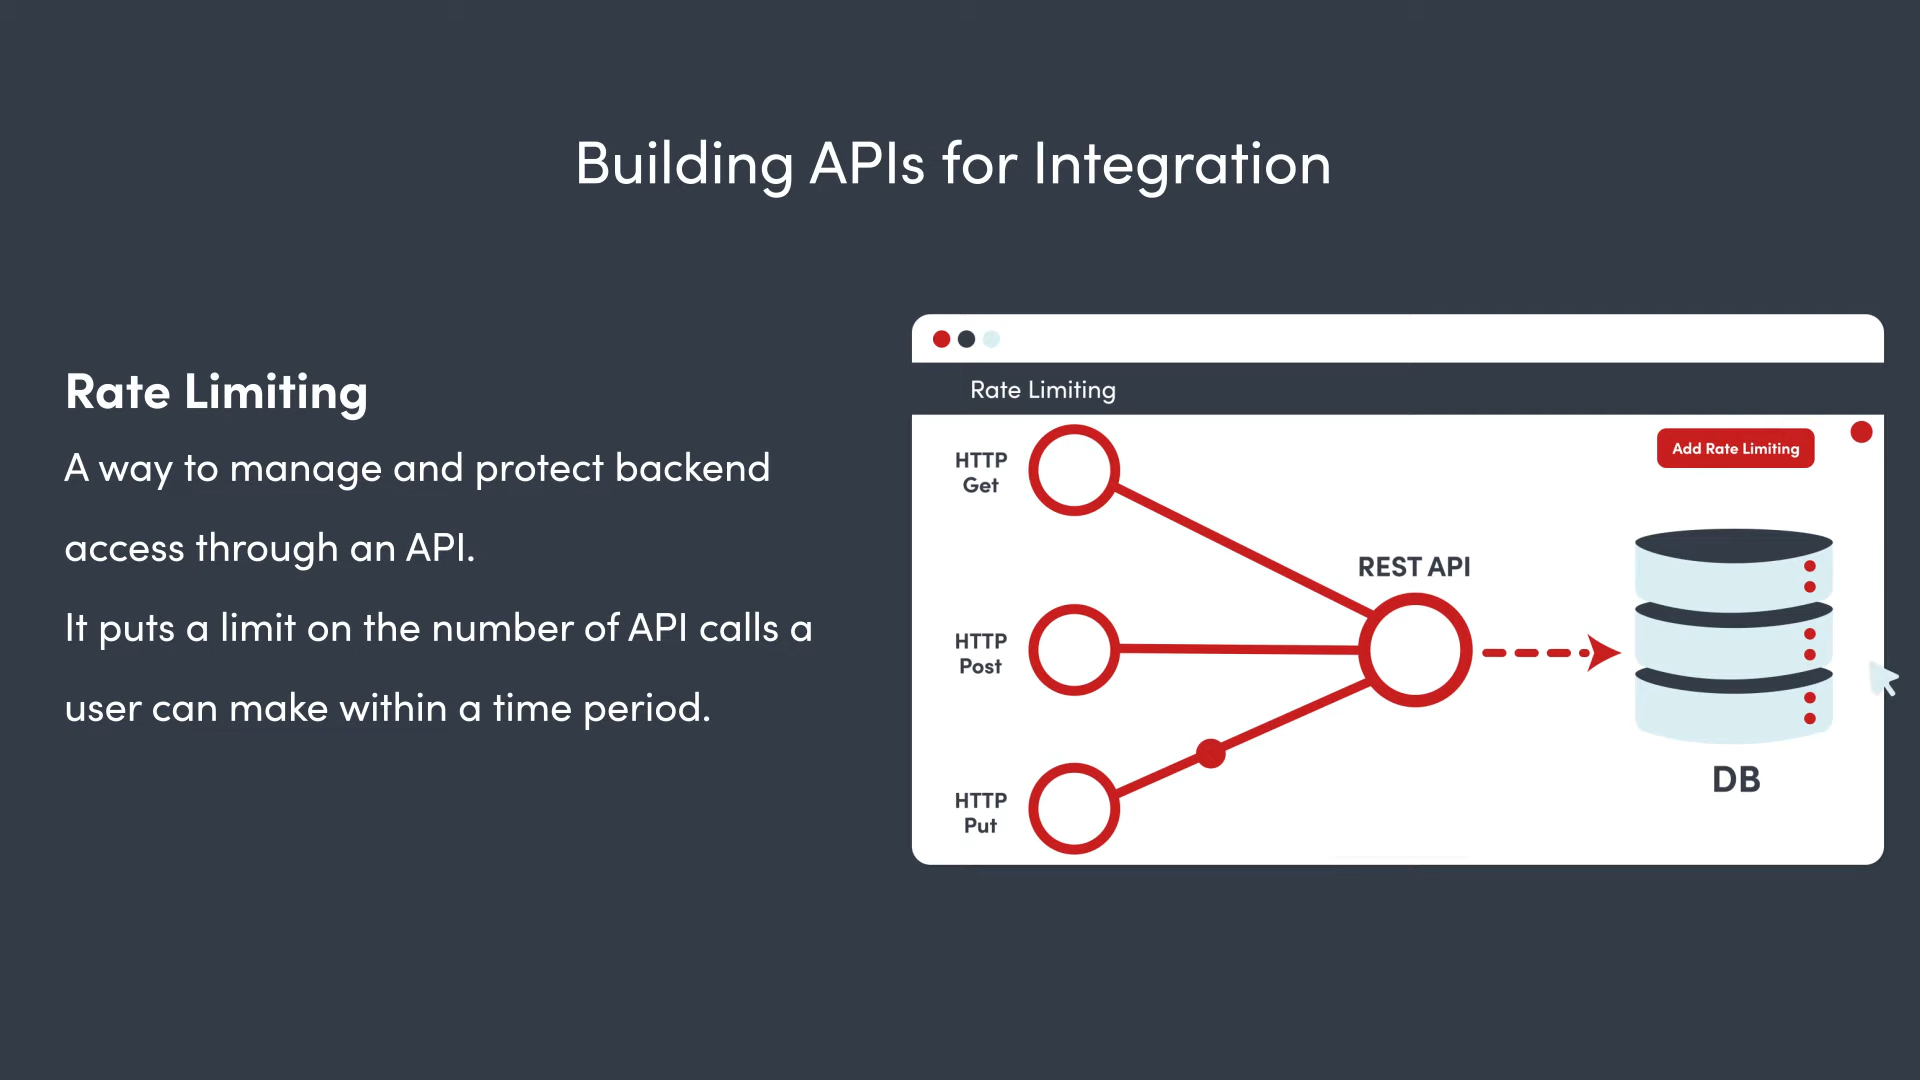 Building APIs for Integration
Rate Limiting
A way to manage and protect backend
access through an API.
It puts a limit on the number of API calls a
user can make within a time period.
Rate Limiting
Add Rate Limiting
HTTP
Get
REST API
HTTP
Post
DB
HTTP
Put